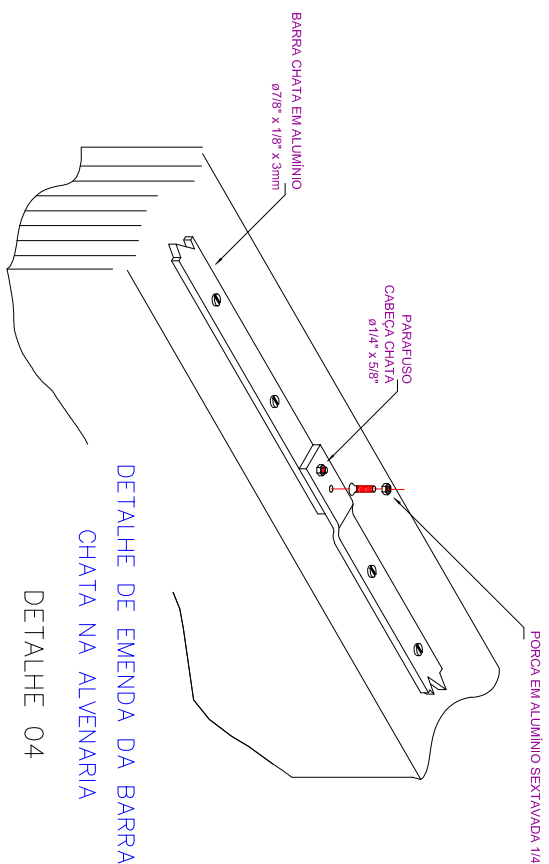 PORCA EM ALUMÍNIO SEXTAVADA 1/4
PARAFUSO
CABEÇA CHATA
ø1/4" x 5/8"
BARRA CHATA EM ALUMÍNIO
ø7/8" x 1/8" x 3mm
DETALHE DE EMENDA DA BARRA
CHATA NA ALVENARIA
DETALHE 04